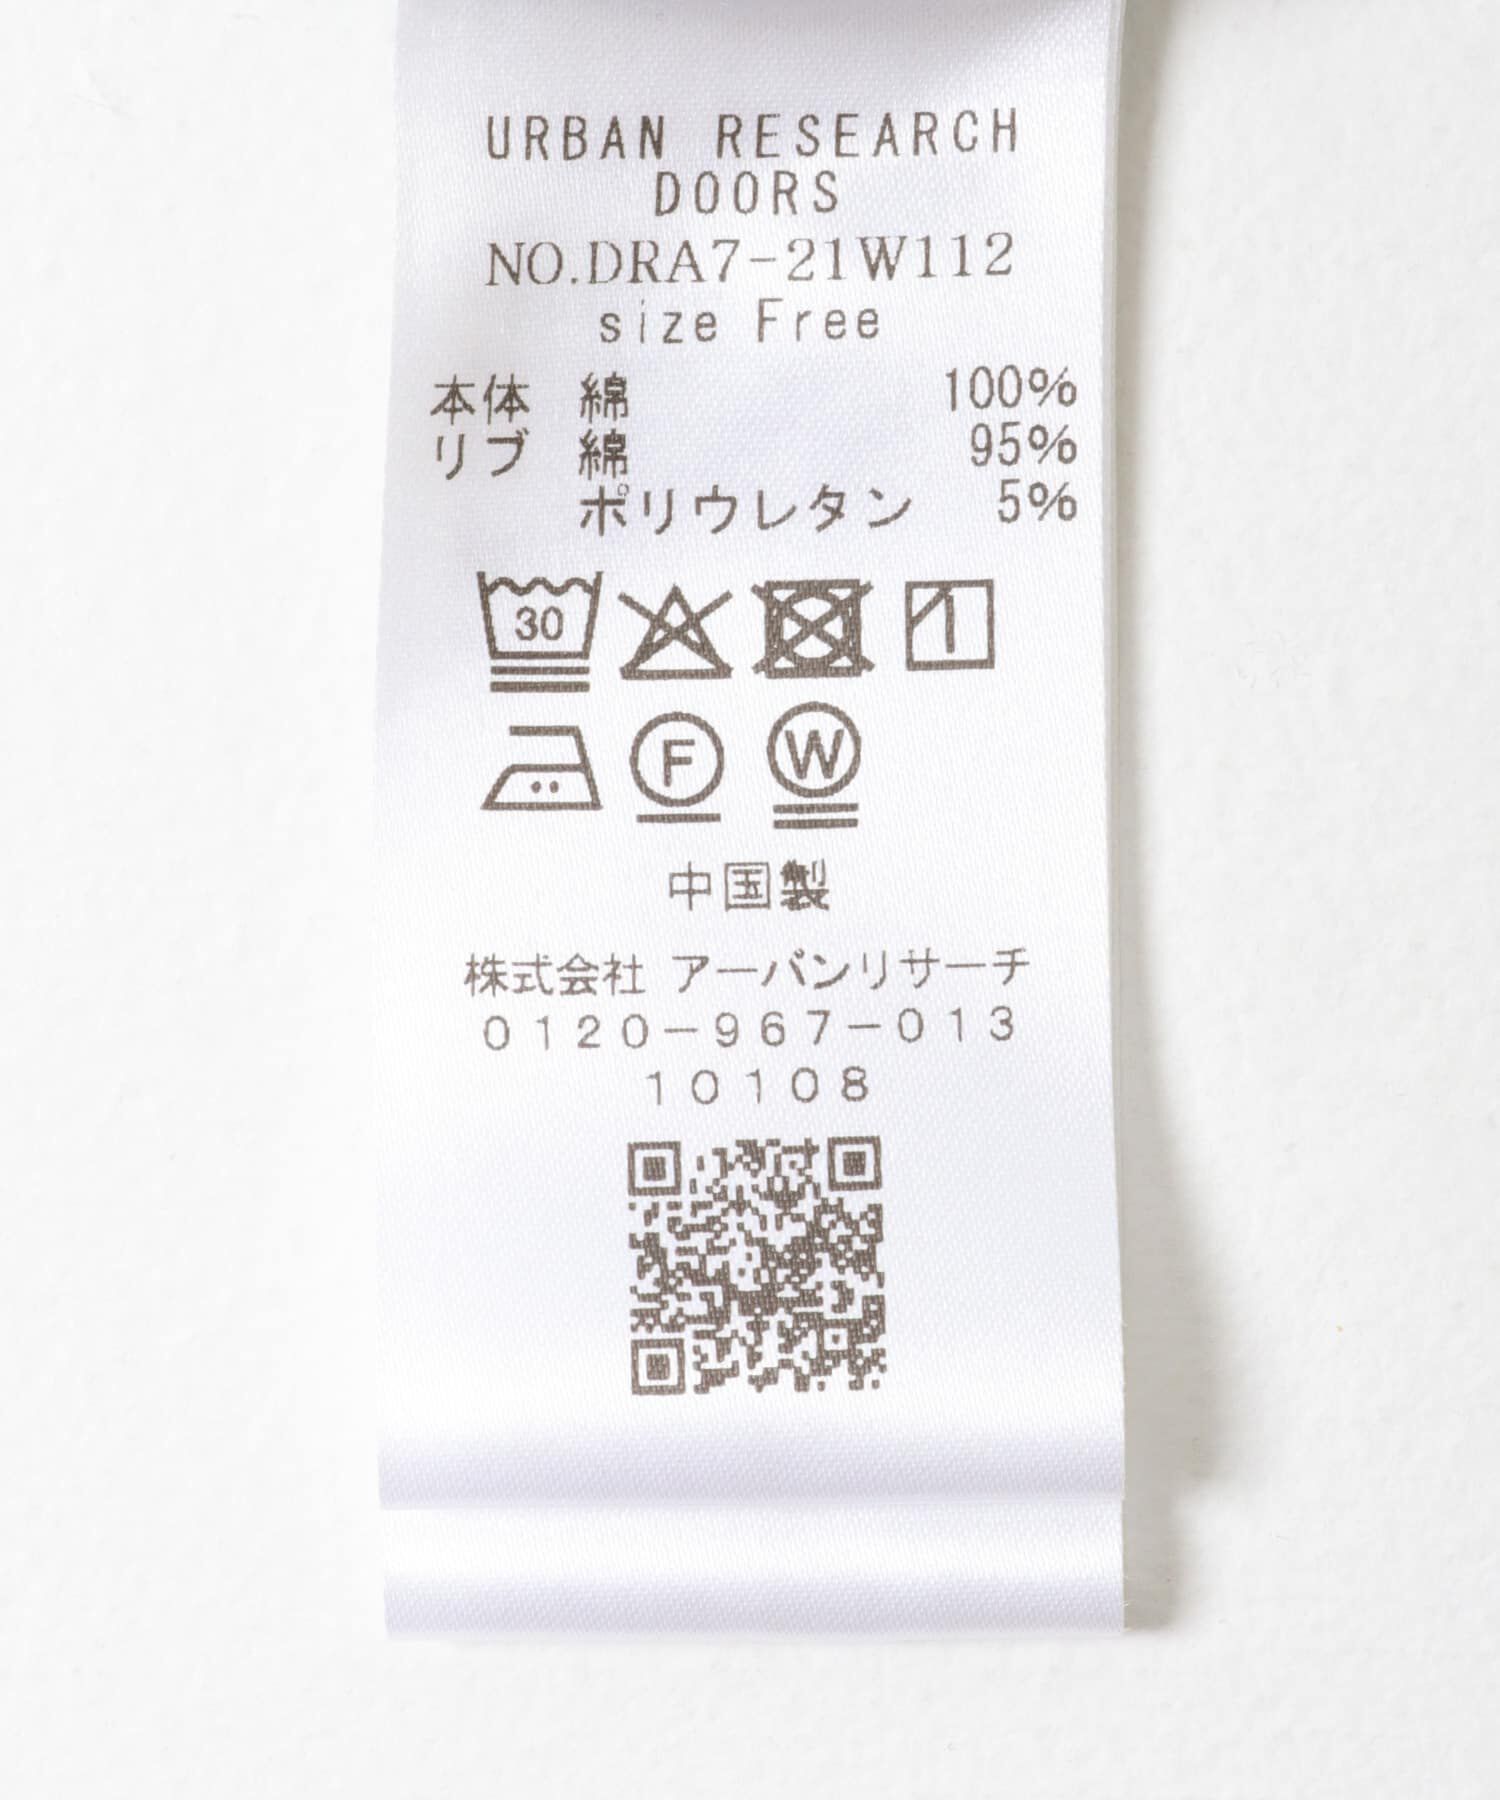 URBAN RESEARCH
DOORS
NO.DRA7-21W112
size Free
本体 綿 100%
リブ 綿 95%
ポリウレタン 5%
30
F W
中国製
株式会社 アーバンリサーチ
0120-967-013
10108